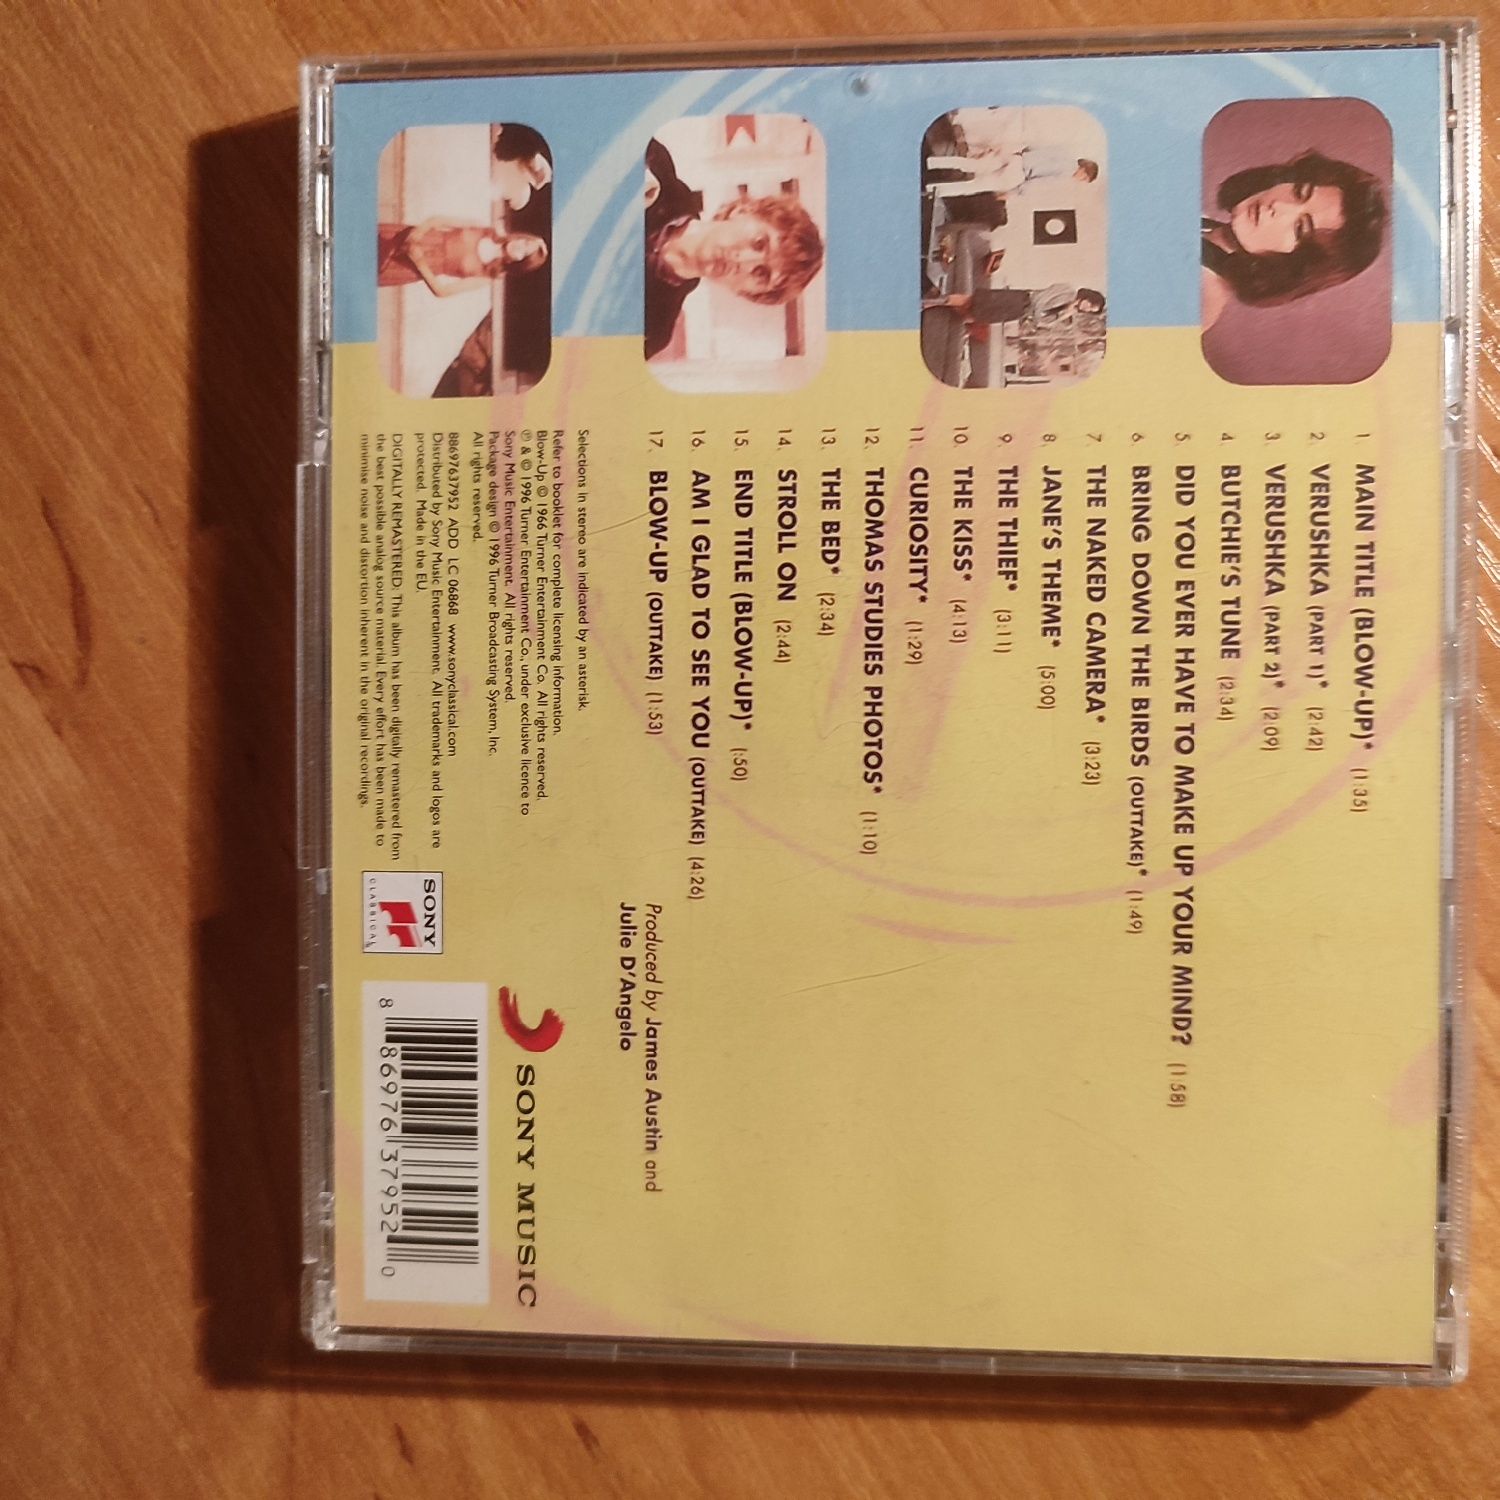 1. MAIN TITLE (BLOW-UP)* (1:35)
2. VERUSHKA (PART 1)* (2:42)
3. VERUSHKA (PART 2)* (2:09)
4. BUTCHIE'S TUNE (2:34)
5. DID YOU EVER HAVE TO MAKE UP YOUR MIND? (1:58)
6. BRING DOWN THE BIRDS (OUTTAKE)* (1:49)
7. THE NAKED CAMERA* (3:23)
8. JANE'S THEME* (5:00)
9. THE THIEF* (3:11)
10. THE KISS* (4:13)
11. CURIOSITY* (1:29)
12. THOMAS STUDIES PHOTOS* (1:10)
13. THE BED* (2:34)
14. STROLL ON (2:44)
15. END TITLE (BLOW-UP)* (:50)
16. AM I GLAD TO SEE YOU (OUTTAKE) (4:26)
17. BLOW-UP (OUTTAKE) (1:53)
Produced by James Austin and
Julie D'Angelo
Selections in stereo are indicated by an asterisk.
Refer to booklet for complete licensing information.
Blow-Up © 1966 Turner Entertainment Co. All rights reserved.
℗ & © 1996 Turner Entertainment Co., under exclusive licence to
Sony Music Entertainment. All rights reserved.
Package design © 1996 Turner Broadcasting System, Inc.
All rights reserved.
88697637952 ADD LC 06868 www.sonyclassical.com
Distributed by Sony Music Entertainment. All trademarks and logos are
protected. Made in the EU.
DIGITALLY REMASTERED. This album has been digitally remastered from
the best possible analog source material. Every effort has been made to
minimise noise and distortion inherent in the original recordings.
SONY
CLASSICAL
SONY MUSIC
8 86976 37952 0